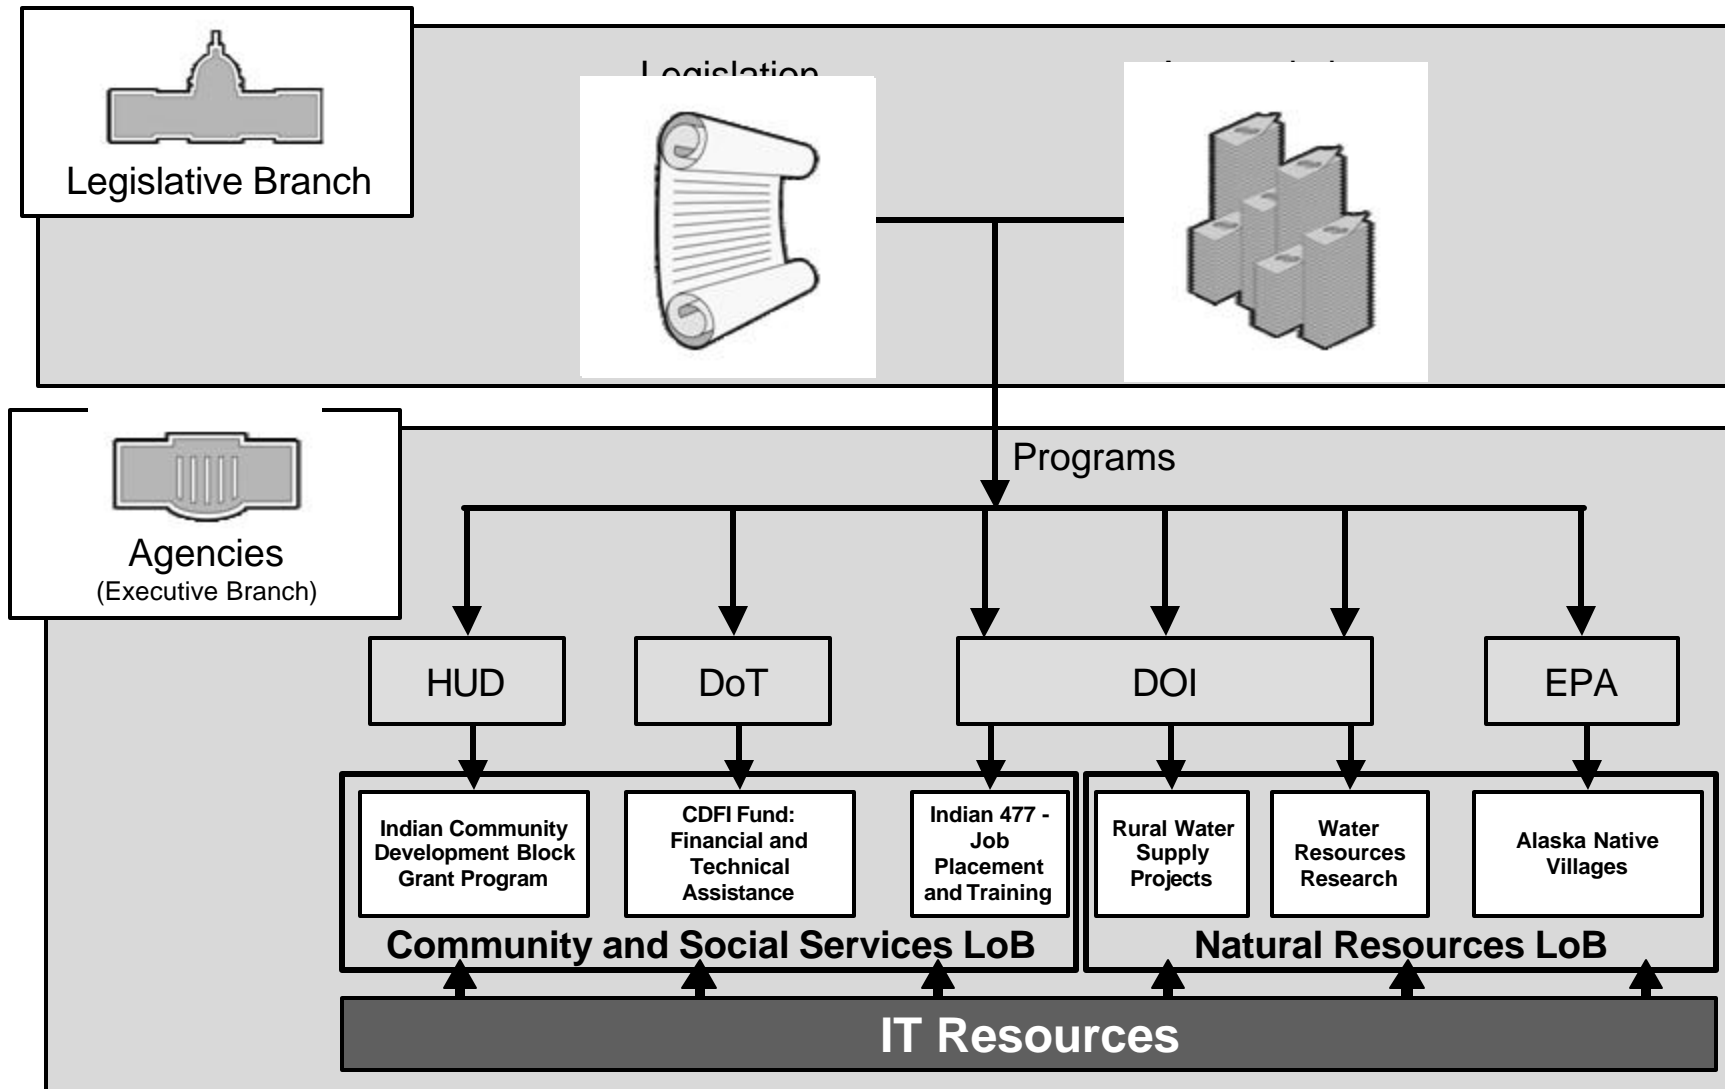 Legislation
Legislative Branch
Programs
Agencies
(Executive Branch)
HUD
DoT
DOI
EPA
Indian Community
Development Block
Grant Program
CDFI Fund:
Financial and
Technical
Assistance
Indian 477 -
Job
Placement
and Training
Rural Water
Supply
Projects
Water
Resources
Research
Alaska Native
Villages
Community and Social Services LoB
Natural Resources LoB
IT Resources